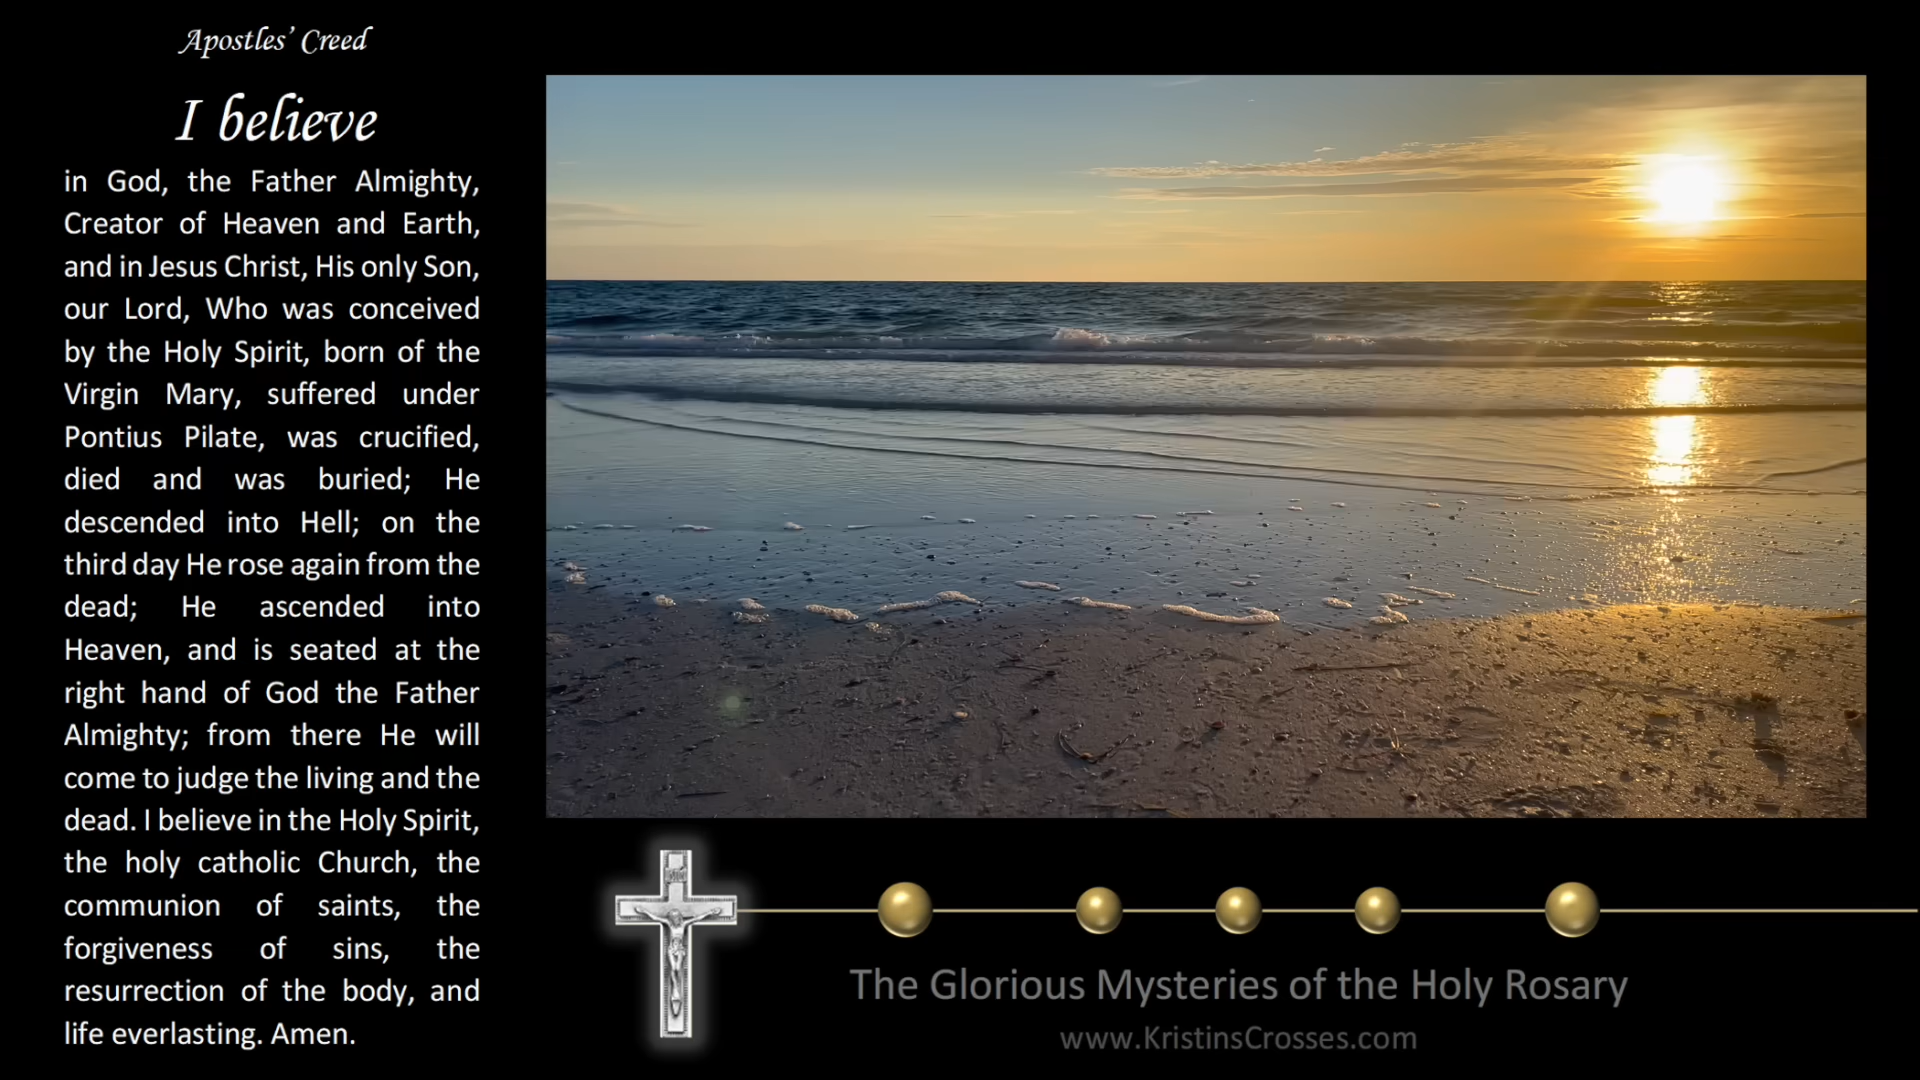 Apostles’ Creed
I believe
in God, the Father Almighty,
Creator of Heaven and Earth,
and in Jesus Christ, His only Son,
our Lord, Who was conceived
by the Holy Spirit, born of the
Virgin Mary, suffered under
Pontius Pilate, was crucified,
died and was buried; He
descended into Hell; on the
third day He rose again from the
dead; He ascended into
Heaven, and is seated at the
right hand of God the Father
Almighty; from there He will
come to judge the living and the
dead. I believe in the Holy Spirit,
the holy catholic Church, the
communion of saints, the
forgiveness of sins, the
resurrection of the body, and
life everlasting. Amen.
The Glorious Mysteries of the Holy Rosary
www.KristinsCrosses.com